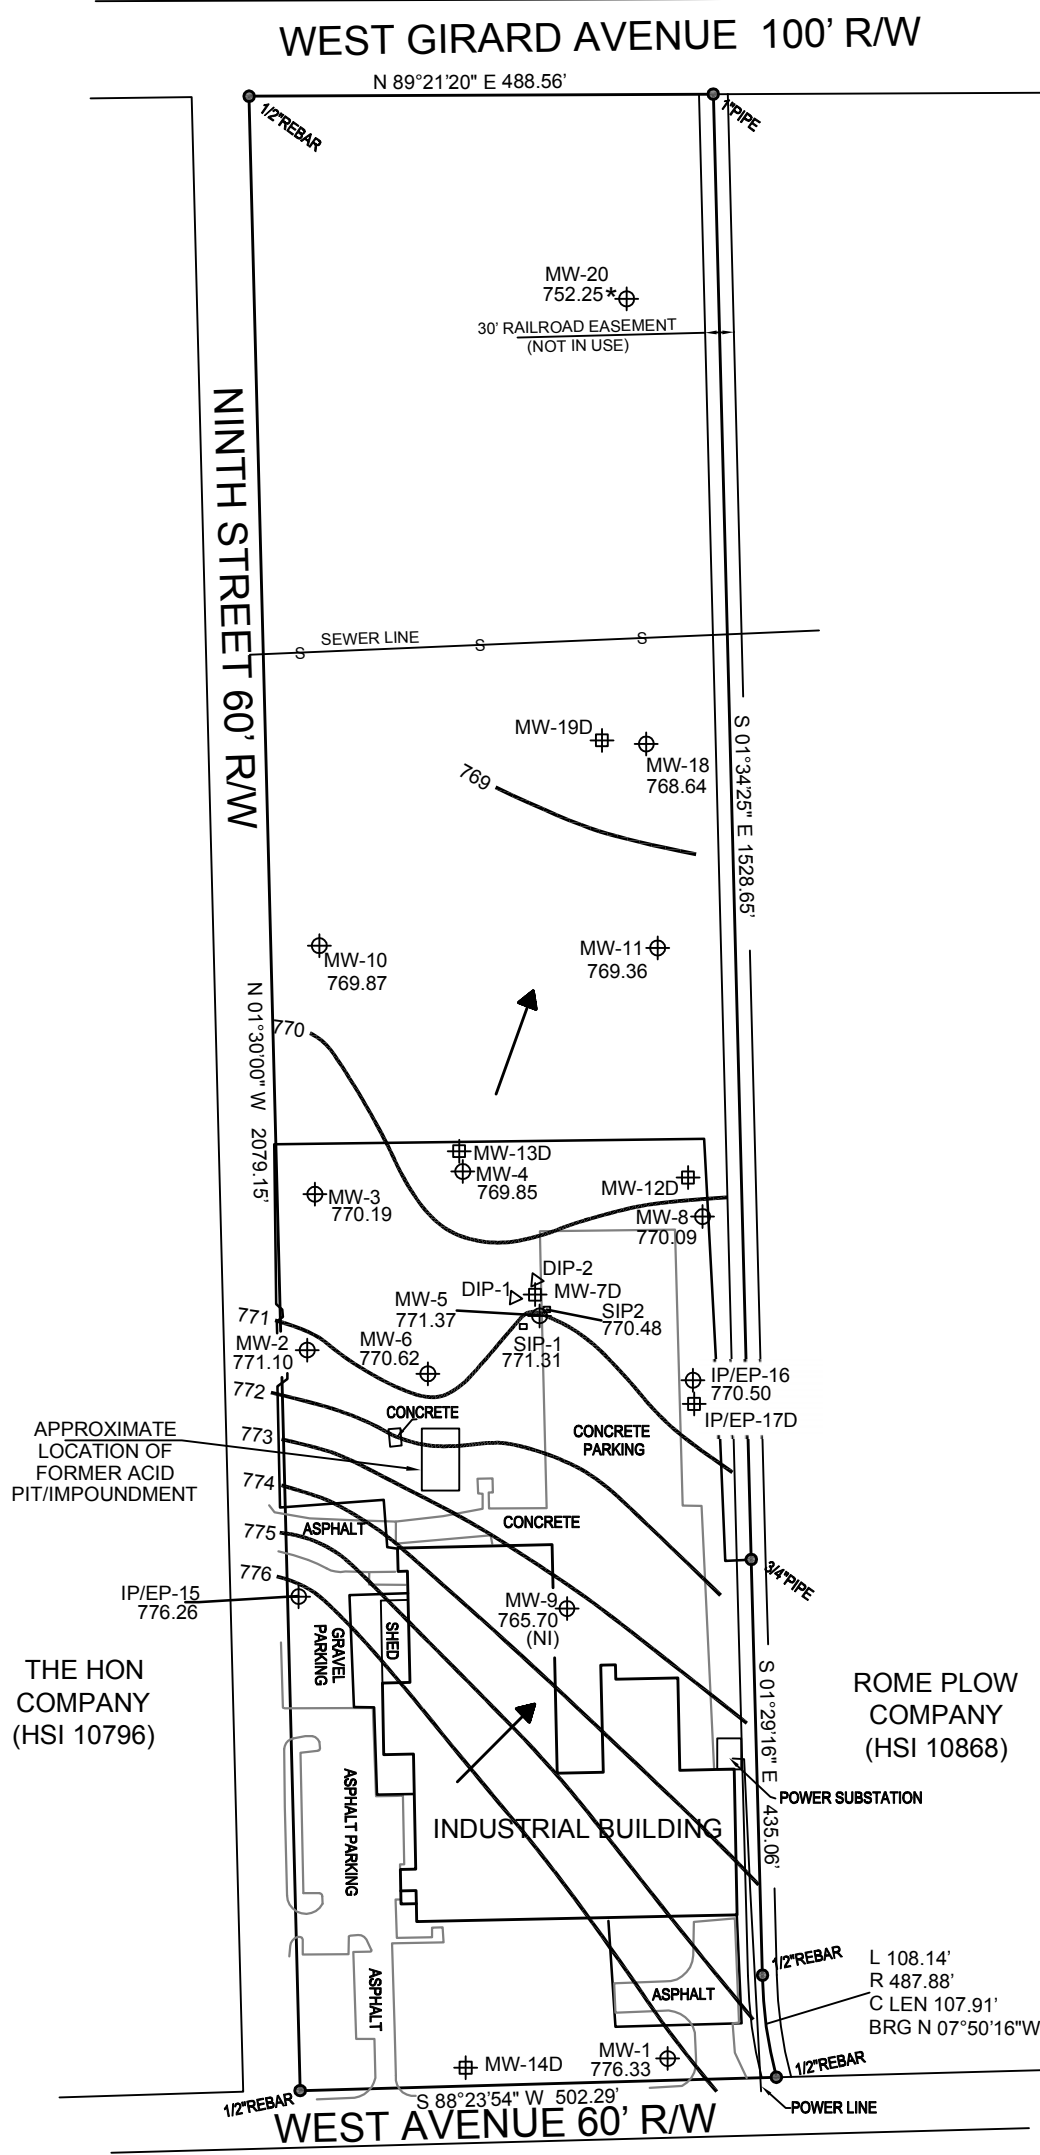 WEST GIRARD AVENUE 100' R/W
N 89°21'20" E 488.56'
1/2"REBAR
1"PIPE
MW-20
752.25*
30' RAILROAD EASEMENT
(NOT IN USE)
NINTH STREET 60' R/W
SEWER LINE
S
S
S
MW-19D
MW-18
768.64
S 01°34'25" E 1528.65'
769
MW-10
769.87
MW-11
769.36
N 01°30'00" W 2079.15'
770
MW-13D
MW-4
769.85
MW-3
770.19
MW-12D
MW-8
770.09
DIP-2
DIP-1
MW-7D
MW-5
771.37
SIP2
770.48
SIP-1
771.31
771
MW-2
771.10
MW-6
770.62
IP/EP-16
770.50
IP/EP-17D
772
CONCRETE
CONCRETE
PARKING
APPROXIMATE
LOCATION OF
FORMER ACID
PIT/IMPOUNDMENT
773
774
775
776
ASPHALT
CONCRETE
3/4"PIPE
IP/EP-15
776.26
MW-9
765.70
(NI)
GRAVEL
PARKING
SHED
THE HON
COMPANY
(HSI 10796)
ROME PLOW
COMPANY
(HSI 10868)
S 01°29'16" E 435.06'
POWER SUBSTATION
ASPHALT PARKING
INDUSTRIAL BUILDING
1/2"REBAR
L 108.14'
R 487.88'
C LEN 107.91'
BRG N 07°50'16"W
ASPHALT
ASPHALT
MW-14D
MW-1
776.33
1/2"REBAR
1/2"REBAR
S 88°23'54" W 502.29'
POWER LINE
WEST AVENUE 60' R/W